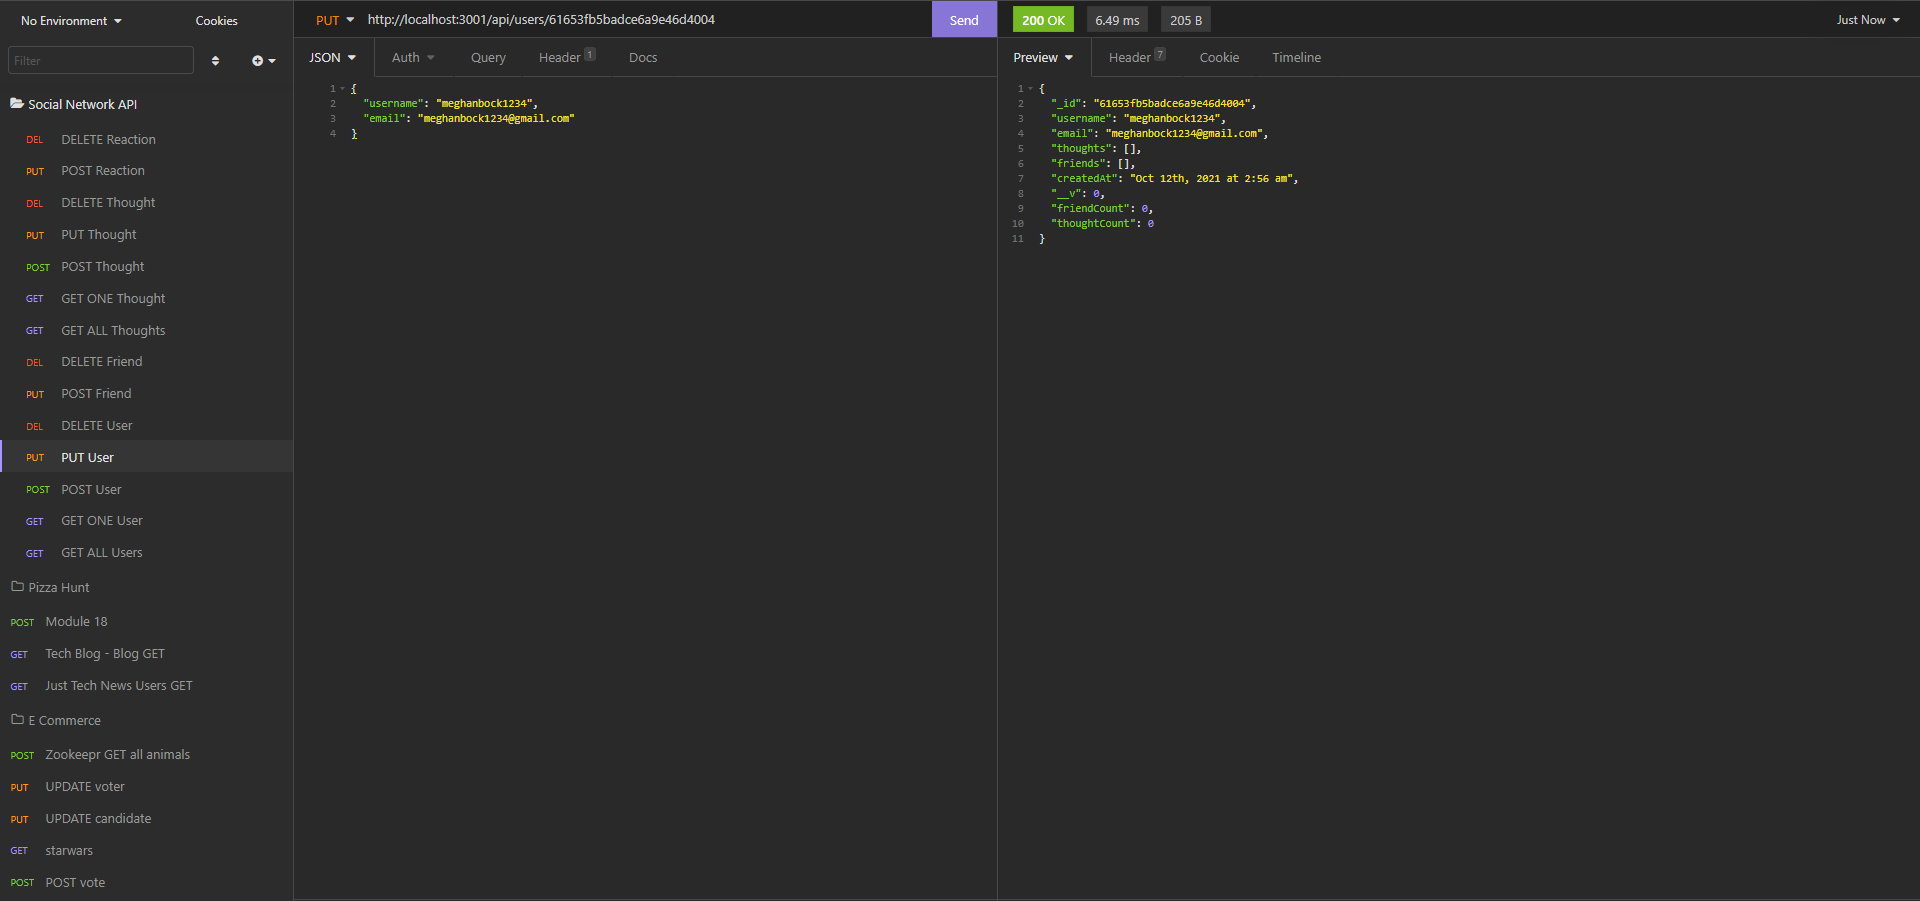 No Environment
Cookies
Filter
Social Network API
DEL DELETE Reaction
PUT POST Reaction
DEL DELETE Thought
PUT PUT Thought
POST POST Thought
GET GET ONE Thought
GET GET ALL Thoughts
DEL DELETE Friend
PUT POST Friend
DEL DELETE User
PUT PUT User
POST POST User
GET GET ONE User
GET GET ALL Users
Pizza Hunt
POST Module 18
GET Tech Blog - Blog GET
GET Just Tech News Users GET
E Commerce
POST Zookeepr GET all animals
PUT UPDATE voter
PUT UPDATE candidate
GET starwars
POST POST vote
PUT http://localhost:3001/api/users/61653fb5badce6a9e46d4004 Send
JSON Auth Query Header 1 Docs
1 {
2 "username": "meghanbock1234",
3 "email": "meghanbock1234@gmail.com"
4 }
200 OK 6.49 ms 205 B Just Now
Preview Header 7 Cookie Timeline
1 {
2 "_id": "61653fb5badce6a9e46d4004",
3 "username": "meghanbock1234",
4 "email": "meghanbock1234@gmail.com",
5 "thoughts": [],
6 "friends": [],
7 "createdAt": "Oct 12th, 2021 at 2:56 am",
8 "__v": 0,
9 "friendCount": 0,
10 "thoughtCount": 0
11 }